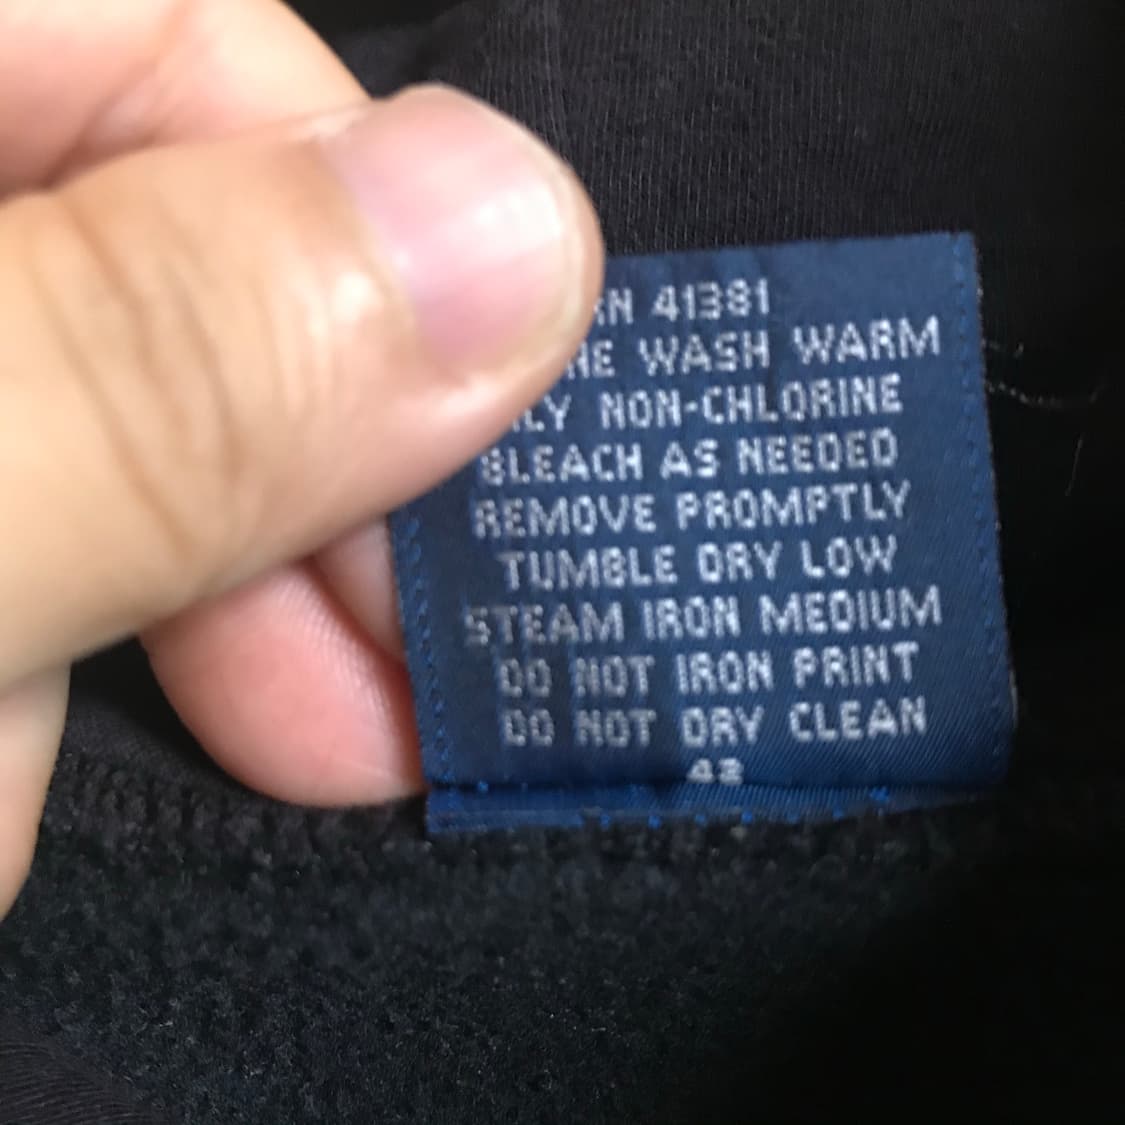 RN 41381
WASH WARM
NON-CHLORINE
BLEACH AS NEEDED
REMOVE PROMPTLY
TUMBLE DRY LOW
STEAM IRON MEDIUM
DO NOT IRON PRINT
DO NOT DRY CLEAN